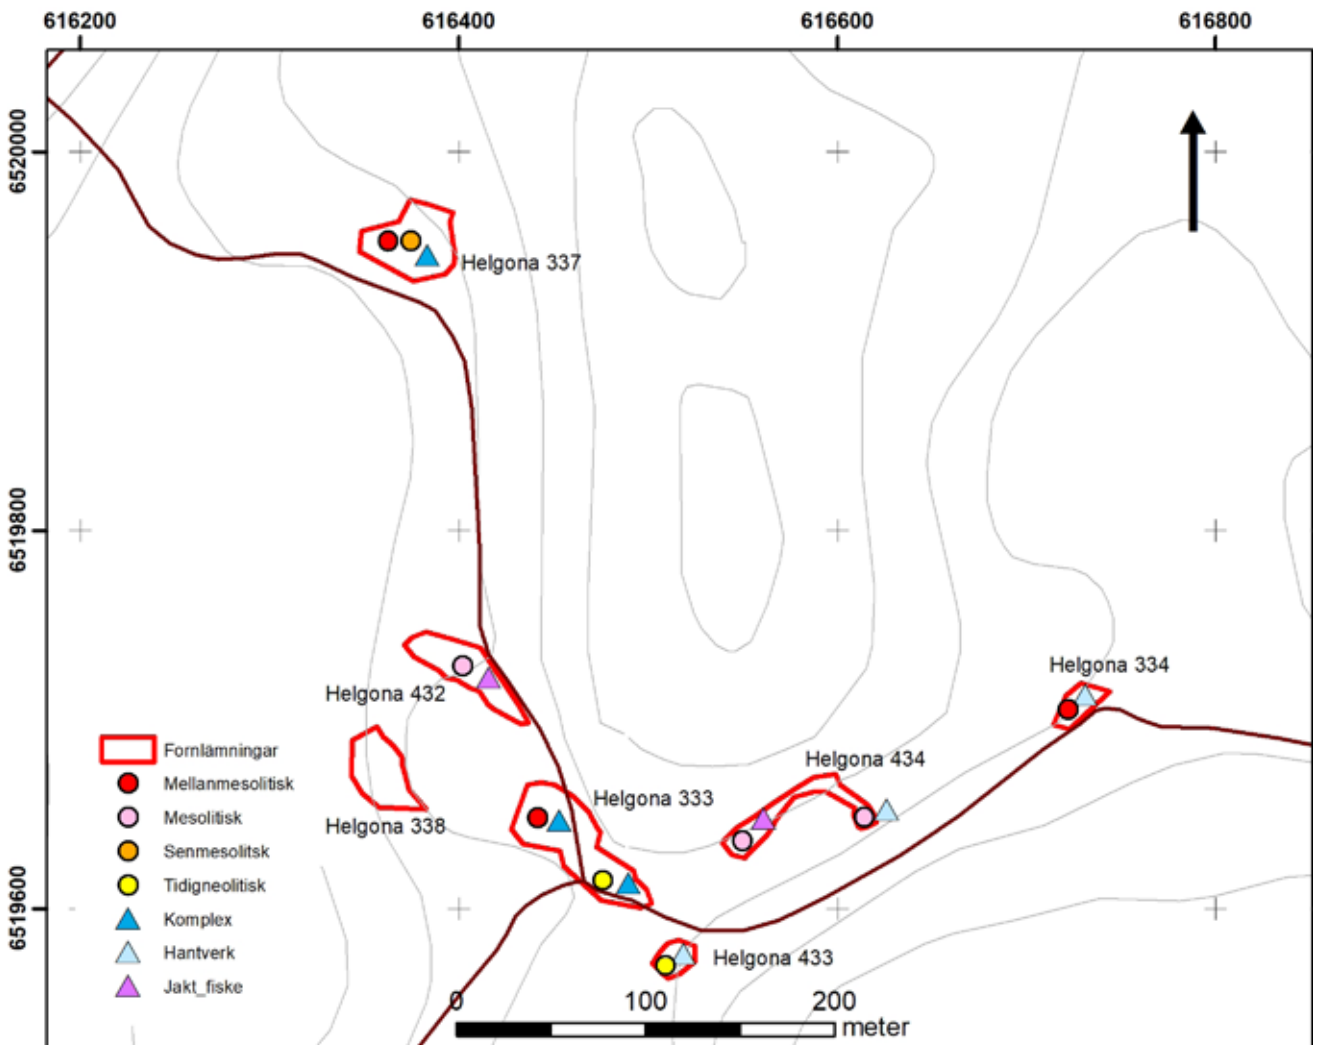 616200 616400 616600 616800
6520000
Helgona 337
6519800
Helgona 334
Helgona 432
Helgona 434
Helgona 333
Helgona 338
6519600
Helgona 433
Fornlämningar
Mellanmesolitisk
Mesolitisk
Senmesolitsk
Tidigneolitisk
Komplex
Hantverk
Jakt_fiske
0 100 200
meter